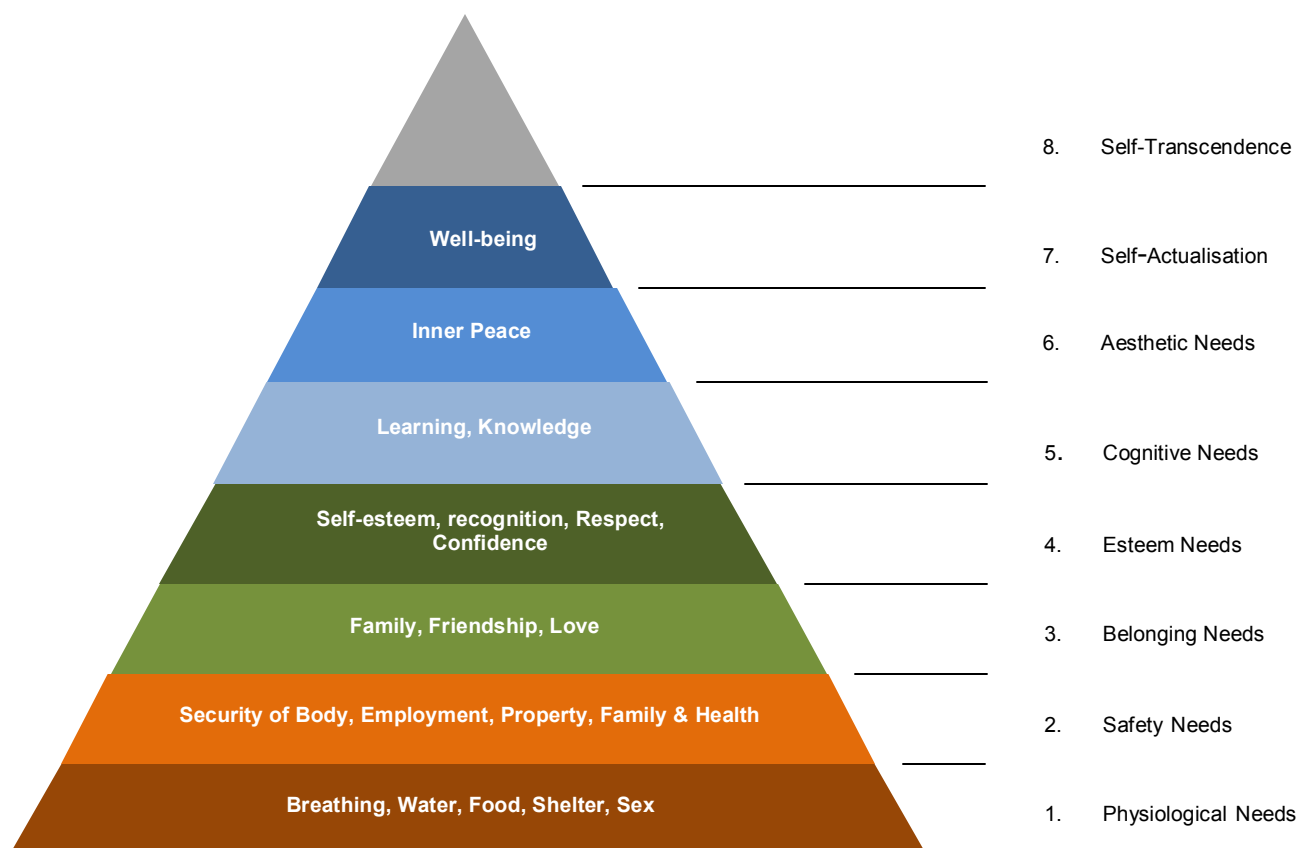 8. Self-Transcendence
Well-being
7. Self-Actualisation
Inner Peace
6. Aesthetic Needs
Learning, Knowledge
5. Cognitive Needs
Self-esteem, recognition, Respect,
Confidence
4. Esteem Needs
Family, Friendship, Love
3. Belonging Needs
Security of Body, Employment, Property, Family & Health
2. Safety Needs
Breathing, Water, Food, Shelter, Sex
1. Physiological Needs